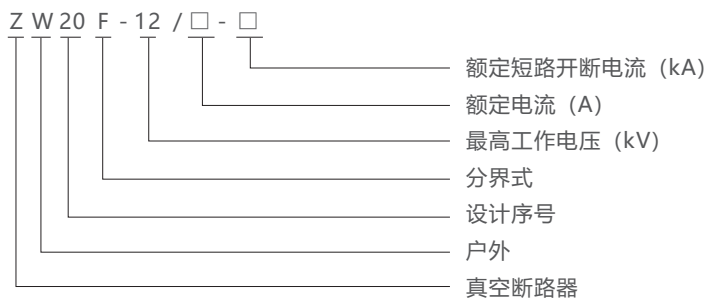 ZW20F-12/□-□
额定短路开断电流（kA）
额定电流（A）
最高工作电压（kV）
分界式
设计序号
户外
真空断路器